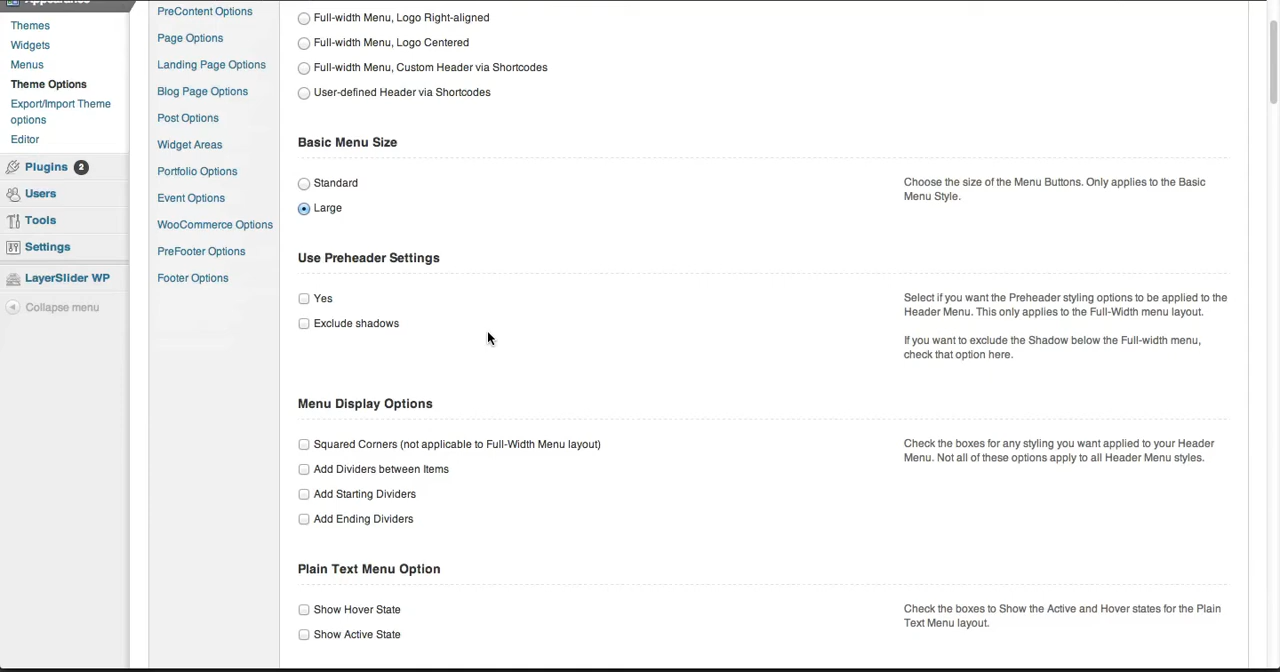 Appearance
Themes
Widgets
Menus
Theme Options
Export/Import Theme
options
Editor
Plugins 2
Users
Tools
Settings
LayerSlider WP
Collapse menu
PreContent Options
Page Options
Landing Page Options
Blog Page Options
Post Options
Widget Areas
Portfolio Options
Event Options
WooCommerce Options
PreFooter Options
Footer Options
Full-width Menu, Logo Right-aligned
Full-width Menu, Logo Centered
Full-width Menu, Custom Header via Shortcodes
User-defined Header via Shortcodes
Basic Menu Size
Standard
Large
Choose the size of the Menu Buttons. Only applies to the Basic
Menu Style.
Use Preheader Settings
Yes
Exclude shadows
Select if you want the Preheader styling options to be applied to the
Header Menu. This only applies to the Full-Width menu layout.
If you want to exclude the Shadow below the Full-width menu,
check that option here.
Menu Display Options
Squared Corners (not applicable to Full-Width Menu layout)
Add Dividers between Items
Add Starting Dividers
Add Ending Dividers
Check the boxes for any styling you want applied to your Header
Menu. Not all of these options apply to all Header Menu styles.
Plain Text Menu Option
Show Hover State
Show Active State
Check the boxes to Show the Active and Hover states for the Plain
Text Menu layout.